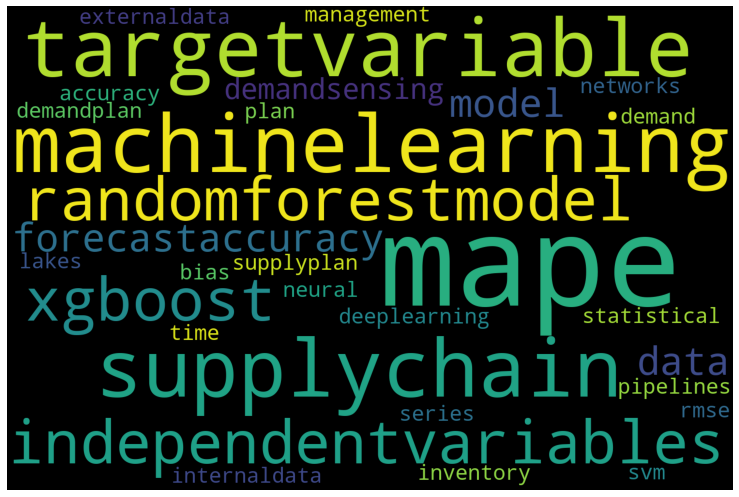 externaldata management
targetvariable
accuracy demandsensing model networks
demandplan plan demand
machinelearning
randomforestmodel
forecastaccuracy mape
lakes bias supplyplan
xgboost neural
time deeplearning statistical
supplychain data
pipelines
series rmse
independentvariables
internaldata inventory svm